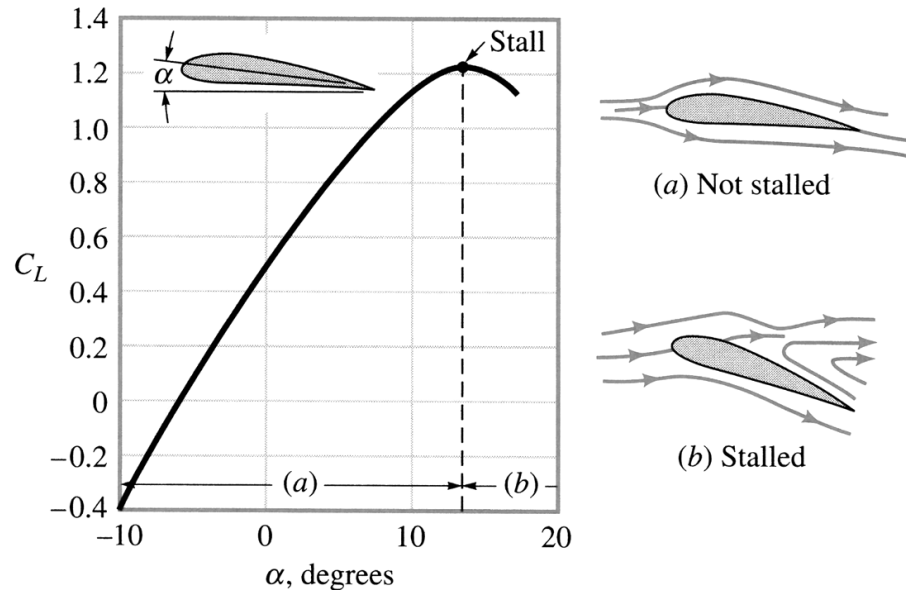 1.4
1.2
1.0
0.8
0.6
0.4
0.2
0
−0.2
−0.4
C_L
α
Stall
(a)
(b)
−10
0
10
20
α, degrees
(a) Not stalled
(b) Stalled